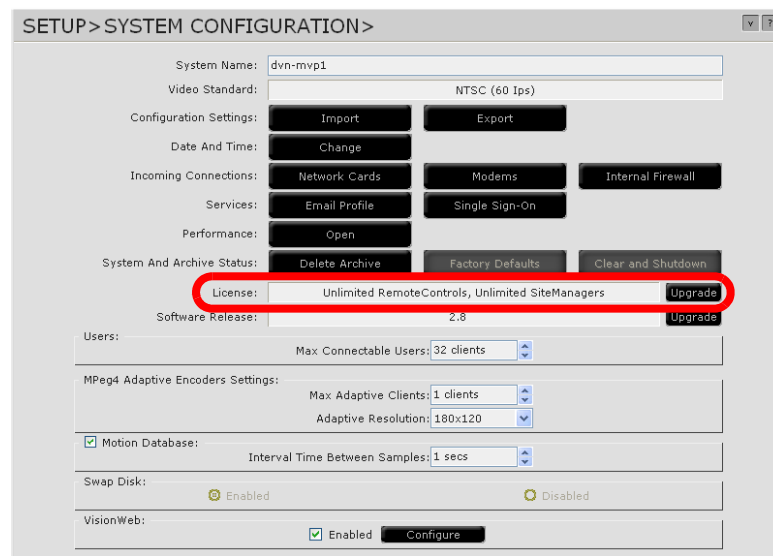 SETUP>SYSTEM CONFIGURATION>
v ?
System Name: dvn-mvp1
Video Standard: NTSC (60 Ips)
Configuration Settings: Import Export
Date And Time: Change
Incoming Connections: Network Cards Modems Internal Firewall
Services: Email Profile Single Sign-On
Performance: Open
System And Archive Status: Delete Archive Factory Defaults Clear and Shutdown
License: Unlimited RemoteControls, Unlimited SiteManagers Upgrade
Software Release: 2.8 Upgrade
Users:
Max Connectable Users: 32 clients
MPeg4 Adaptive Encoders Settings:
Max Adaptive Clients: 1 clients
Adaptive Resolution: 180x120
Motion Database:
Interval Time Between Samples: 1 secs
Swap Disk:
Enabled Disabled
VisionWeb:
Enabled Configure